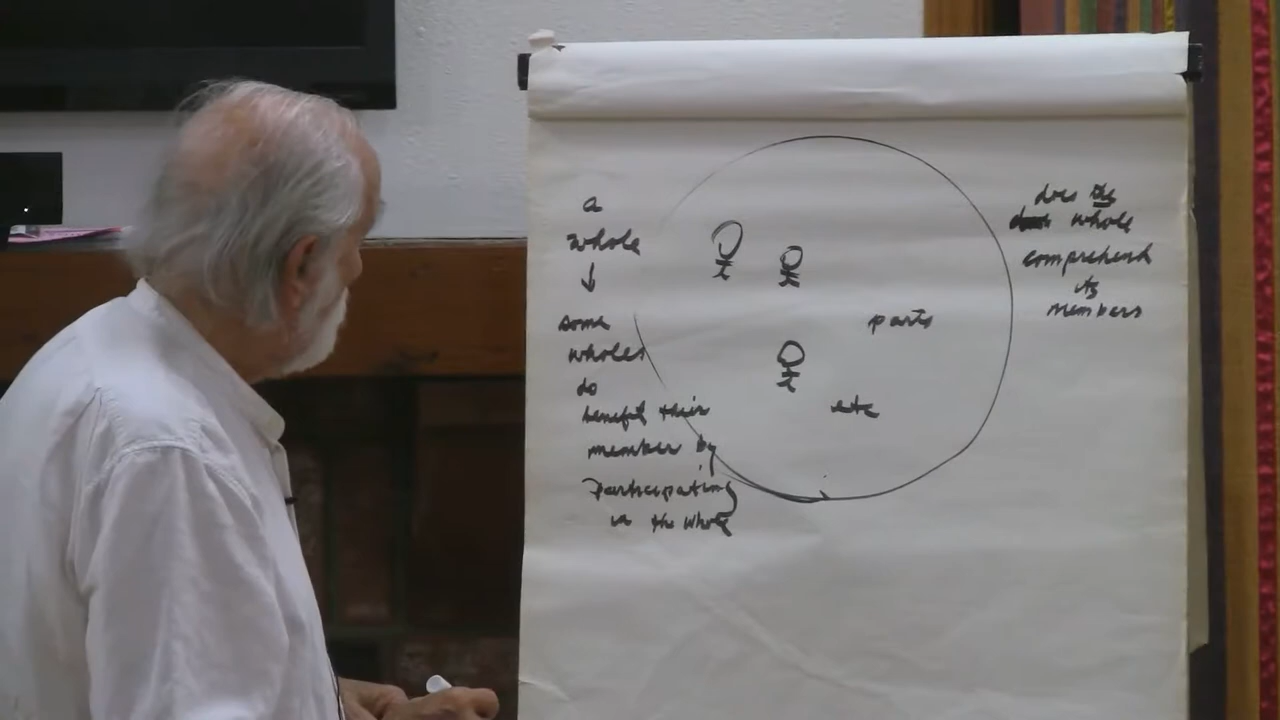 a
whole
↓
some
wholes
do
benefit their
member by
participating
in the whole
parts
etc
does the
whole
comprehend
its
members